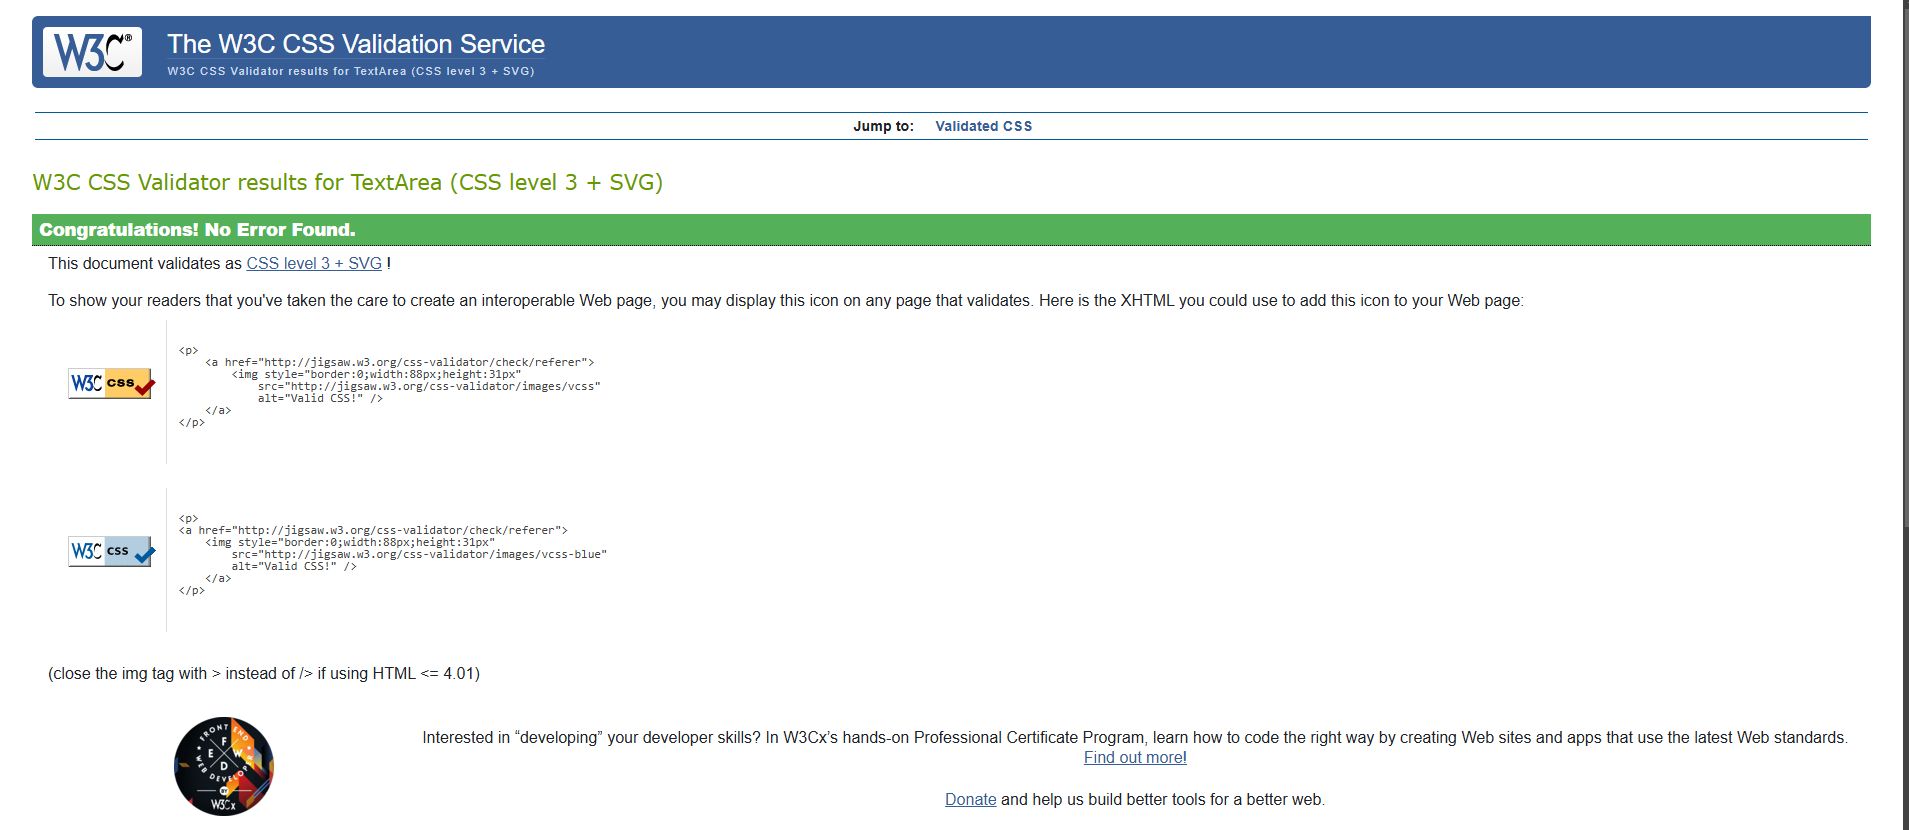 W3C®
The W3C CSS Validation Service
W3C CSS Validator results for TextArea (CSS level 3 + SVG)
Jump to: Validated CSS
W3C CSS Validator results for TextArea (CSS level 3 + SVG)
Congratulations! No Error Found.
This document validates as CSS level 3 + SVG !
To show your readers that you've taken the care to create an interoperable Web page, you may display this icon on any page that validates. Here is the XHTML you could use to add this icon to your Web page:
W3C css
<p>
    <a href="http://jigsaw.w3.org/css-validator/check/referer">
        <img style="border:0;width:88px;height:31px"
            src="http://jigsaw.w3.org/css-validator/images/vcss"
            alt="Valid CSS!" />
    </a>
</p>
W3C css
<p>
<a href="http://jigsaw.w3.org/css-validator/check/referer">
    <img style="border:0;width:88px;height:31px"
        src="http://jigsaw.w3.org/css-validator/images/vcss-blue"
        alt="Valid CSS!" />
    </a>
</p>
(close the img tag with > instead of /> if using HTML <= 4.01)
FRONT END
F
E W
D
WEB DEVELOPER
BY
W3Cx
Interested in “developing” your developer skills? In W3Cx’s hands-on Professional Certificate Program, learn how to code the right way by creating Web sites and apps that use the latest Web standards.
Find out more!
Donate and help us build better tools for a better web.